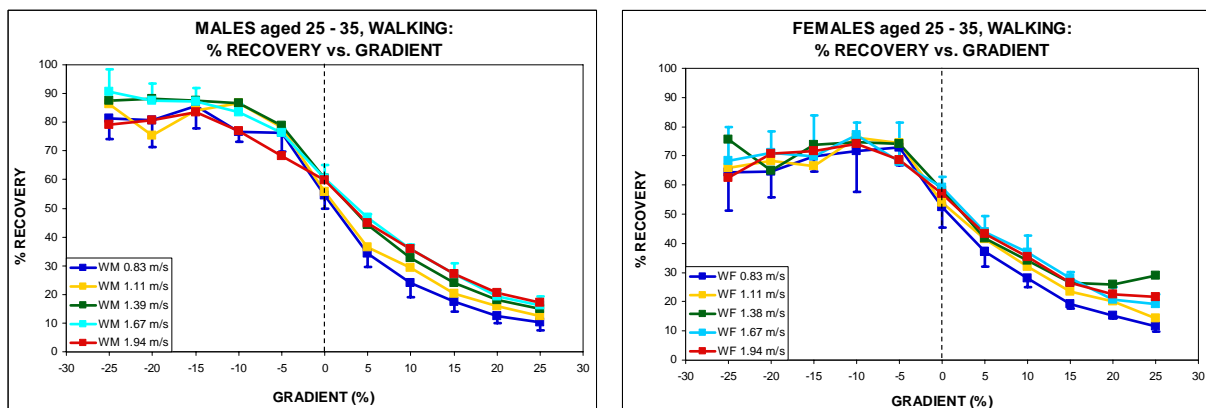 MALES aged 25 - 35, WALKING:
% RECOVERY vs. GRADIENT
% RECOVERY
100
90
80
70
60
50
40
30
20
10
0
WM 0.83 m/s
WM 1.11 m/s
WM 1.39 m/s
WM 1.67 m/s
WM 1.94 m/s
-30 -25 -20 -15 -10 -5 0 5 10 15 20 25 30
GRADIENT (%)
FEMALES aged 25 - 35, WALKING:
% RECOVERY vs. GRADIENT
% RECOVERY
100
90
80
70
60
50
40
30
20
10
0
WF 0.83 m/s
WF 1.11 m/s
WF 1.38 m/s
WF 1.67 m/s
WF 1.94 m/s
-30 -25 -20 -15 -10 -5 0 5 10 15 20 25 30
GRADIENT (%)